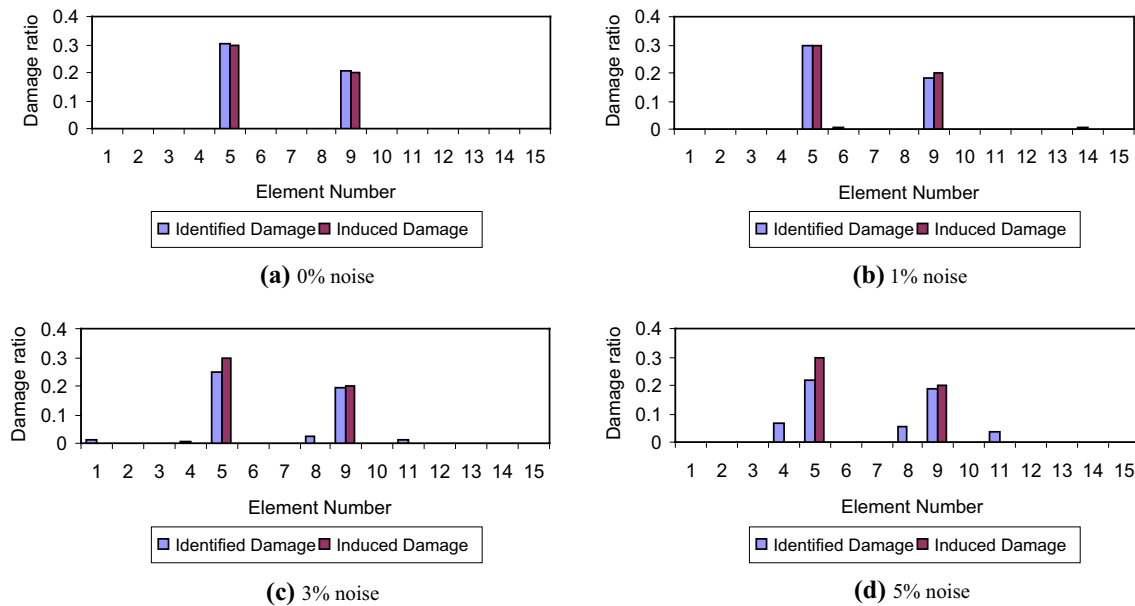 Damage ratio
0.4
0.3
0.2
0.1
0
1 2 3 4 5 6 7 8 9 10 11 12 13 14 15
Element Number
Identified Damage Induced Damage
(a) 0% noise
Damage ratio
0.4
0.3
0.2
0.1
0
1 2 3 4 5 6 7 8 9 10 11 12 13 14 15
Element Number
Identified Damage Induced Damage
(b) 1% noise
Damage ratio
0.4
0.3
0.2
0.1
0
1 2 3 4 5 6 7 8 9 10 11 12 13 14 15
Element Number
Identified Damage Induced Damage
(c) 3% noise
Damage ratio
0.4
0.3
0.2
0.1
0
1 2 3 4 5 6 7 8 9 10 11 12 13 14 15
Element Number
Identified Damage Induced Damage
(d) 5% noise